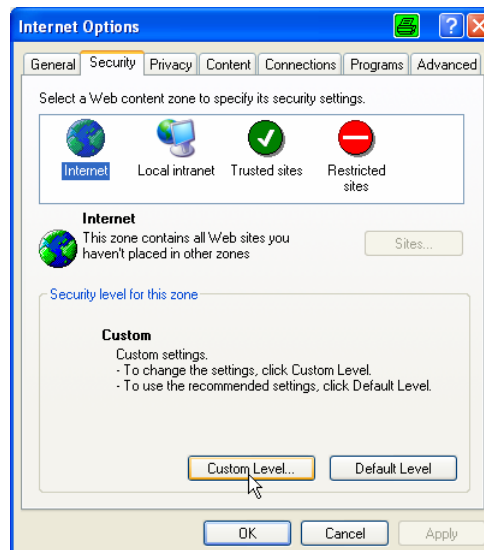 Internet Options
General Security Privacy Content Connections Programs Advanced
Select a Web content zone to specify its security settings.
Internet Local intranet Trusted sites Restricted
sites
Internet
This zone contains all Web sites you
haven't placed in other zones
Sites...
Security level for this zone
Custom
Custom settings.
- To change the settings, click Custom Level.
- To use the recommended settings, click Default Level.
Custom Level... Default Level
OK Cancel Apply